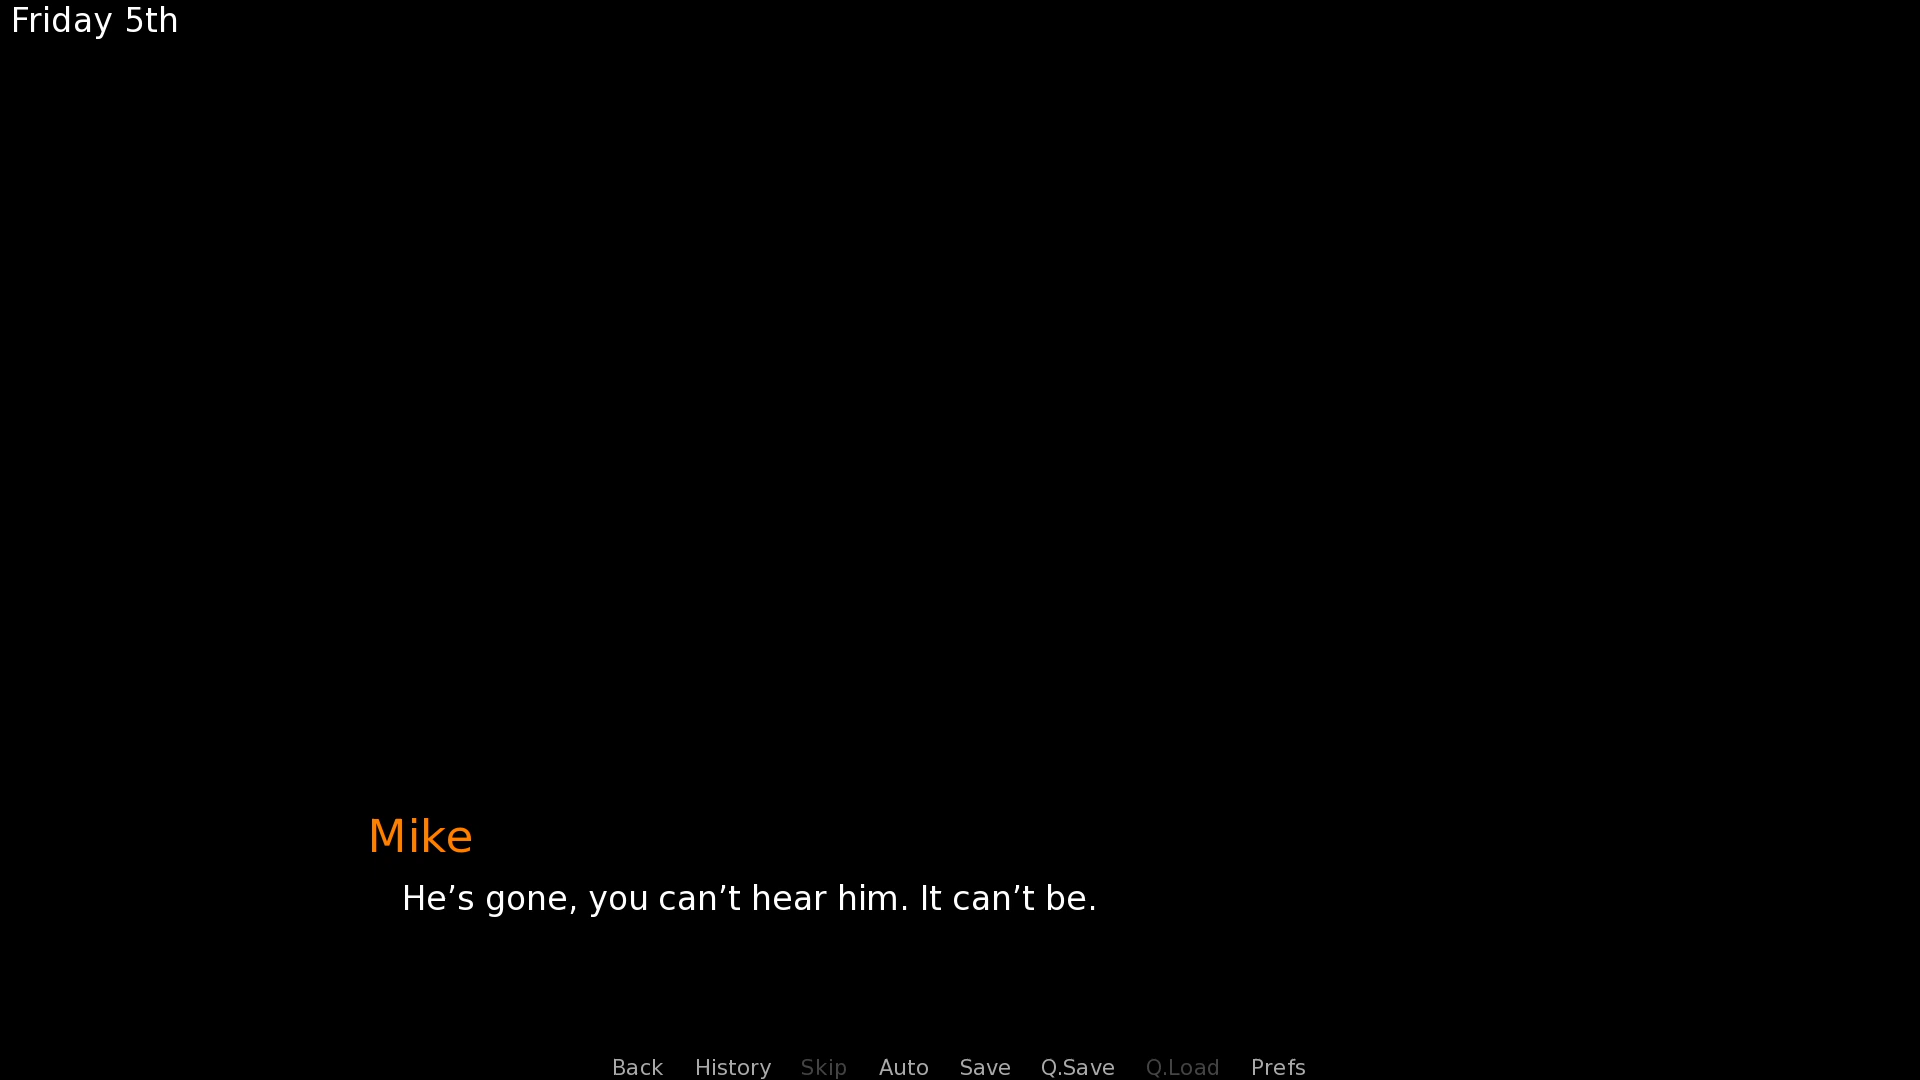 Friday 5th
Mike
He’s gone, you can’t hear him. It can’t be.
Back History Skip Auto Save Q.Save Q.Load Prefs